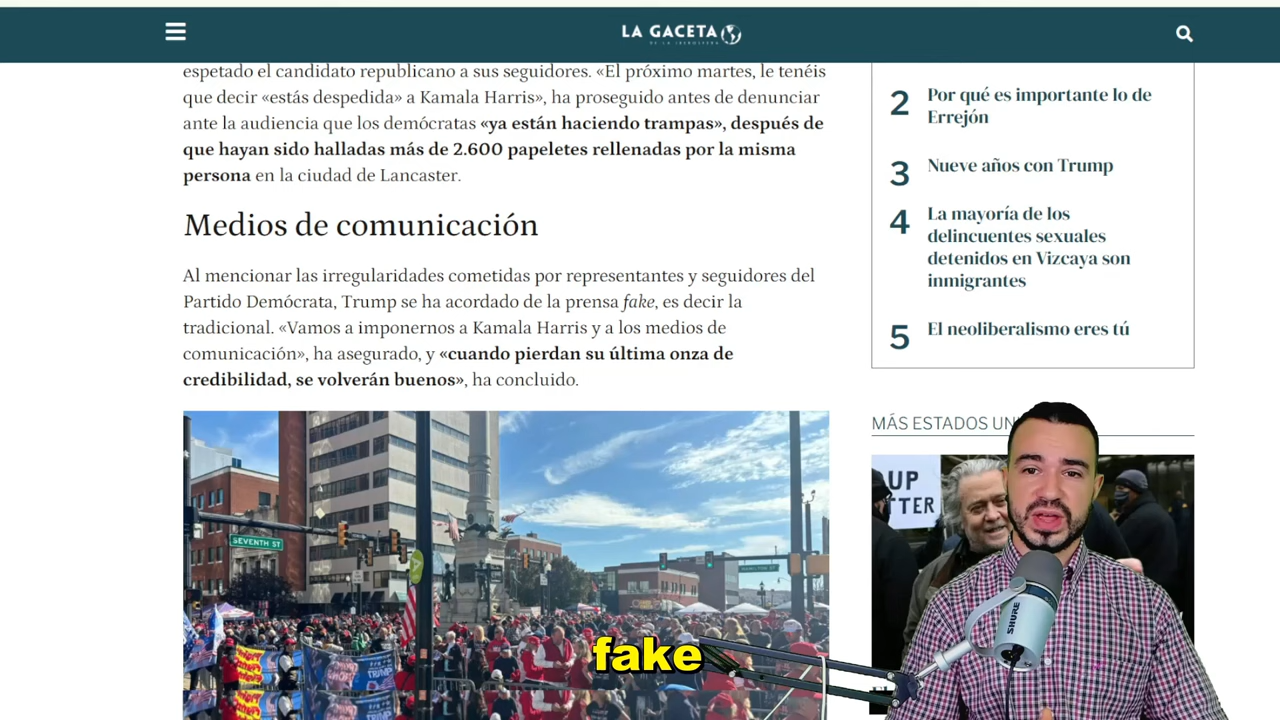 LA GACETA
DE LA IBEROSFERA
espetado el candidato republicano a sus seguidores. «El próximo martes, le tenéis
que decir «estás despedida» a Kamala Harris», ha proseguido antes de denunciar
ante la audiencia que los demócratas «ya están haciendo trampas», después de
que hayan sido halladas más de 2.600 papeletes rellenadas por la misma
persona en la ciudad de Lancaster.
Medios de comunicación
Al mencionar las irregularidades cometidas por representantes y seguidores del
Partido Demócrata, Trump se ha acordado de la prensa fake, es decir la
tradicional. «Vamos a imponernos a Kamala Harris y a los medios de
comunicación», ha asegurado, y «cuando pierdan su última onza de
credibilidad, se volverán buenos», ha concluido.
SEVENTH ST
TRUMP
fake
2 Por qué es importante lo de
Errejón
3 Nueve años con Trump
4 La mayoría de los
delincuentes sexuales
detenidos en Vizcaya son
inmigrantes
5 El neoliberalismo eres tú
MÁS ESTADOS UN
UP
TTER
SHURE